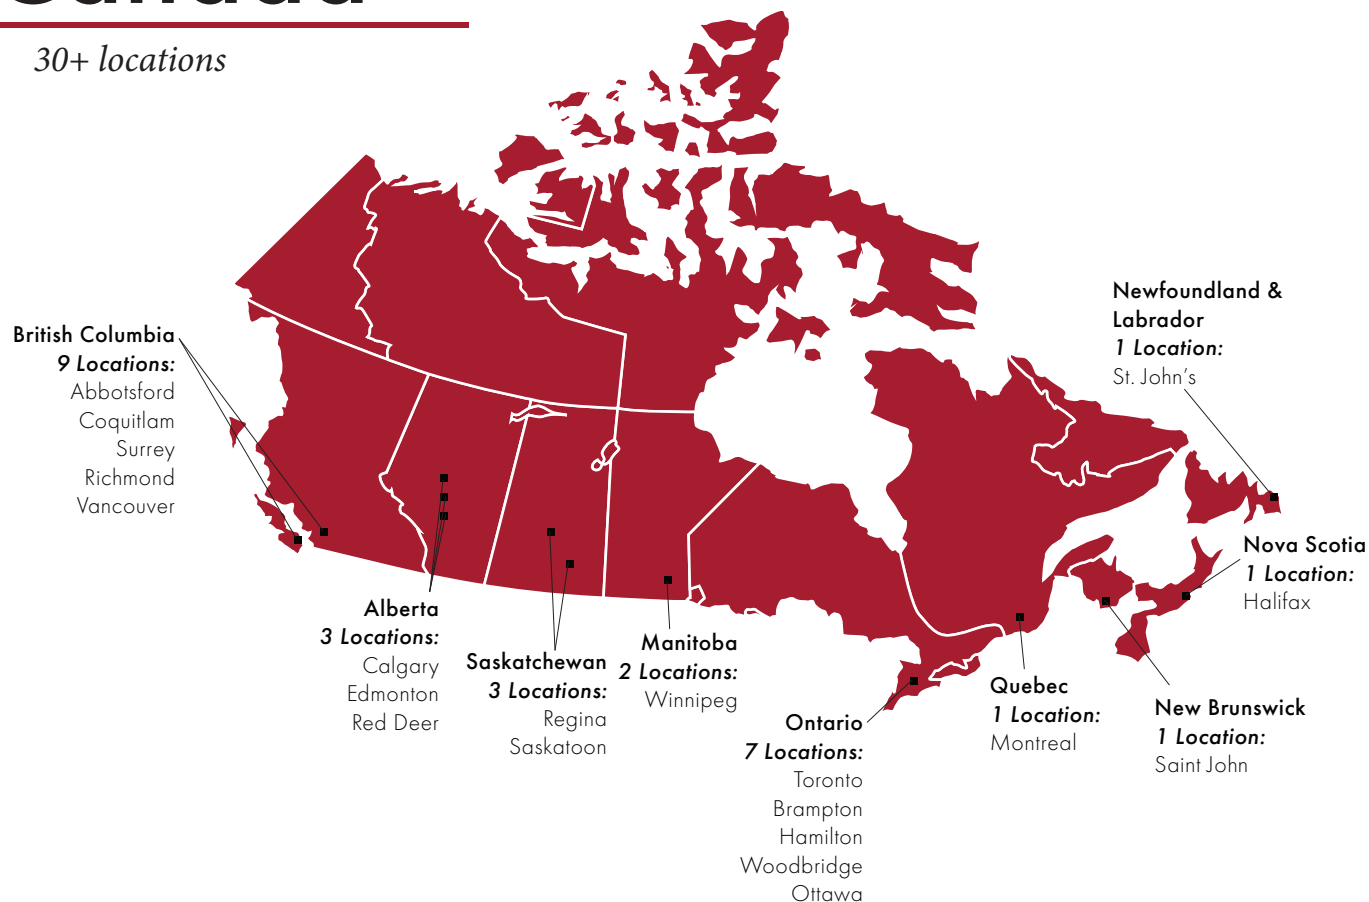 Canada
30+ locations
British Columbia
9 Locations:
Abbotsford
Coquitlam
Surrey
Richmond
Vancouver
Alberta
3 Locations:
Calgary
Edmonton
Red Deer
Saskatchewan
3 Locations:
Regina
Saskatoon
Manitoba
2 Locations:
Winnipeg
Ontario
7 Locations:
Toronto
Brampton
Hamilton
Woodbridge
Ottawa
Quebec
1 Location:
Montreal
New Brunswick
1 Location:
Saint John
Nova Scotia
1 Location:
Halifax
Newfoundland &
Labrador
1 Location:
St. John's